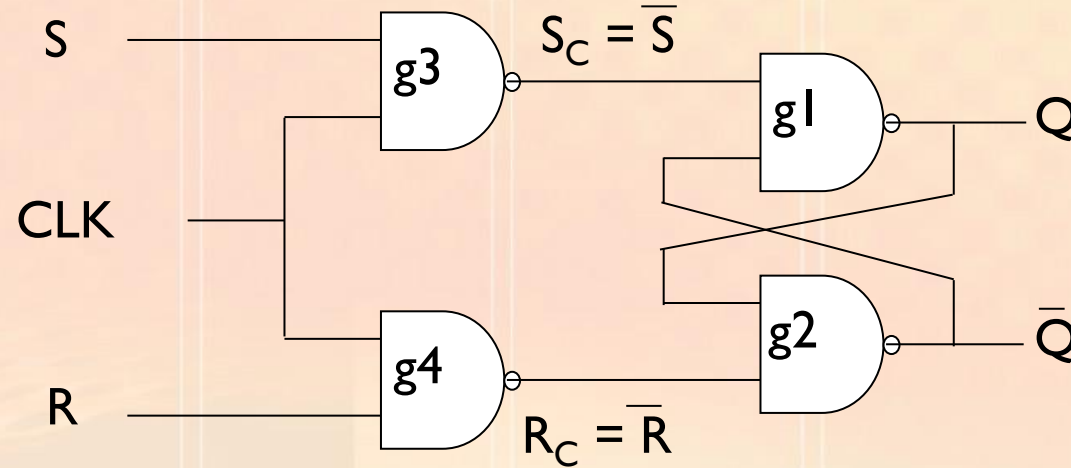 S
g3
S_C = S̅
g1
Q
CLK
g4
g2
Q̅
R
R_C = R̅